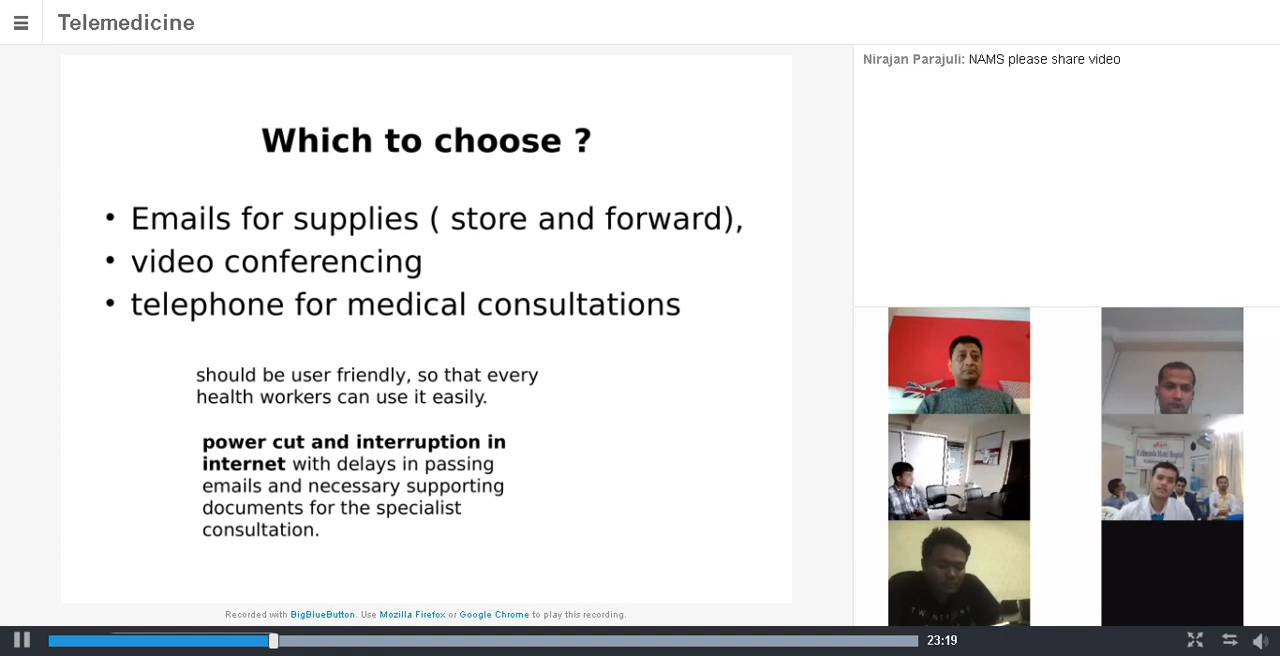 Telemedicine
Which to choose ?
• Emails for supplies ( store and forward),
• video conferencing
• telephone for medical consultations
should be user friendly, so that every
health workers can use it easily.
power cut and interruption in
internet with delays in passing
emails and necessary supporting
documents for the specialist
consultation.
Recorded with BigBlueButton. Use Mozilla Firefox or Google Chrome to play this recording.
Nirajan Parajuli: NAMS please share video
23:19